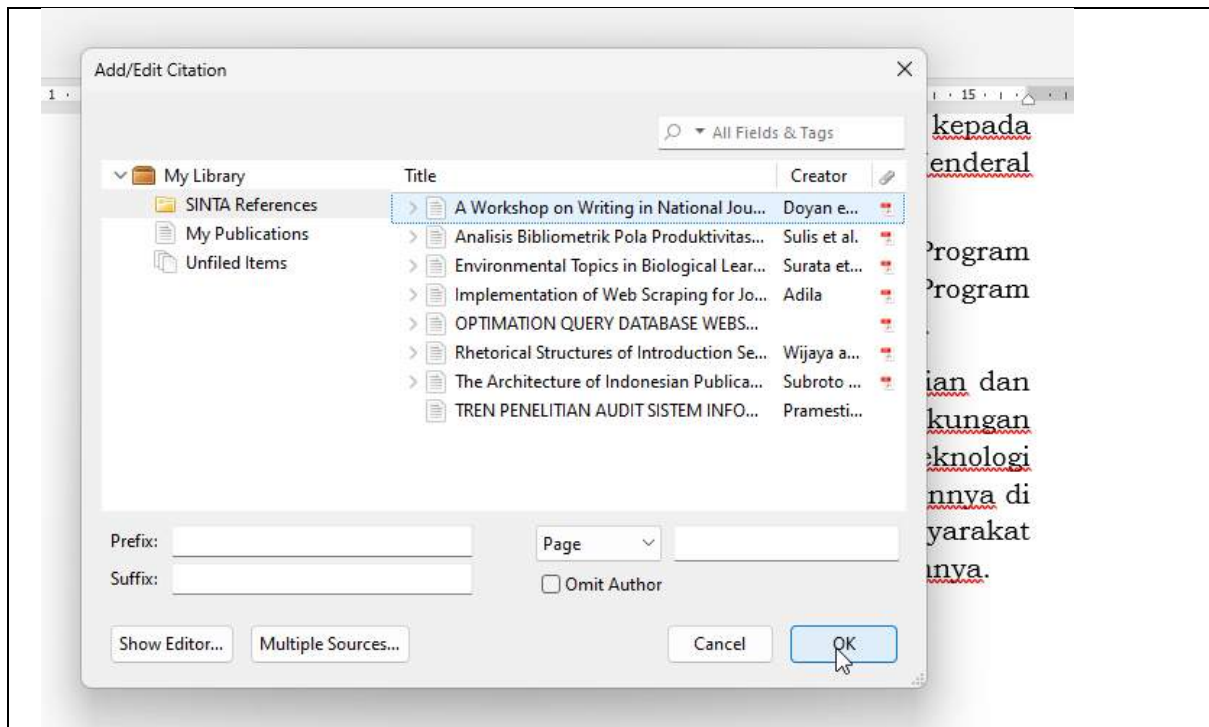 Add/Edit Citation
1
15
All Fields & Tags
My Library
SINTA References
My Publications
Unfiled Items
Title Creator
A Workshop on Writing in National Jou... Doyan e...
Analisis Bibliometrik Pola Produktivitas... Sulis et al.
Environmental Topics in Biological Lear... Surata et...
Implementation of Web Scraping for Jo... Adila
OPTIMATION QUERY DATABASE WEBS...
Rhetorical Structures of Introduction Se... Wijaya a...
The Architecture of Indonesian Publica... Subroto ...
TREN PENELITIAN AUDIT SISTEM INFO... Pramesti...
Prefix:
Page
Suffix:
Omit Author
Show Editor... Multiple Sources... Cancel OK
kepada
enderal
Program
Program
ian dan
kungan
eknologi
nnya di
yarakat
nnya.